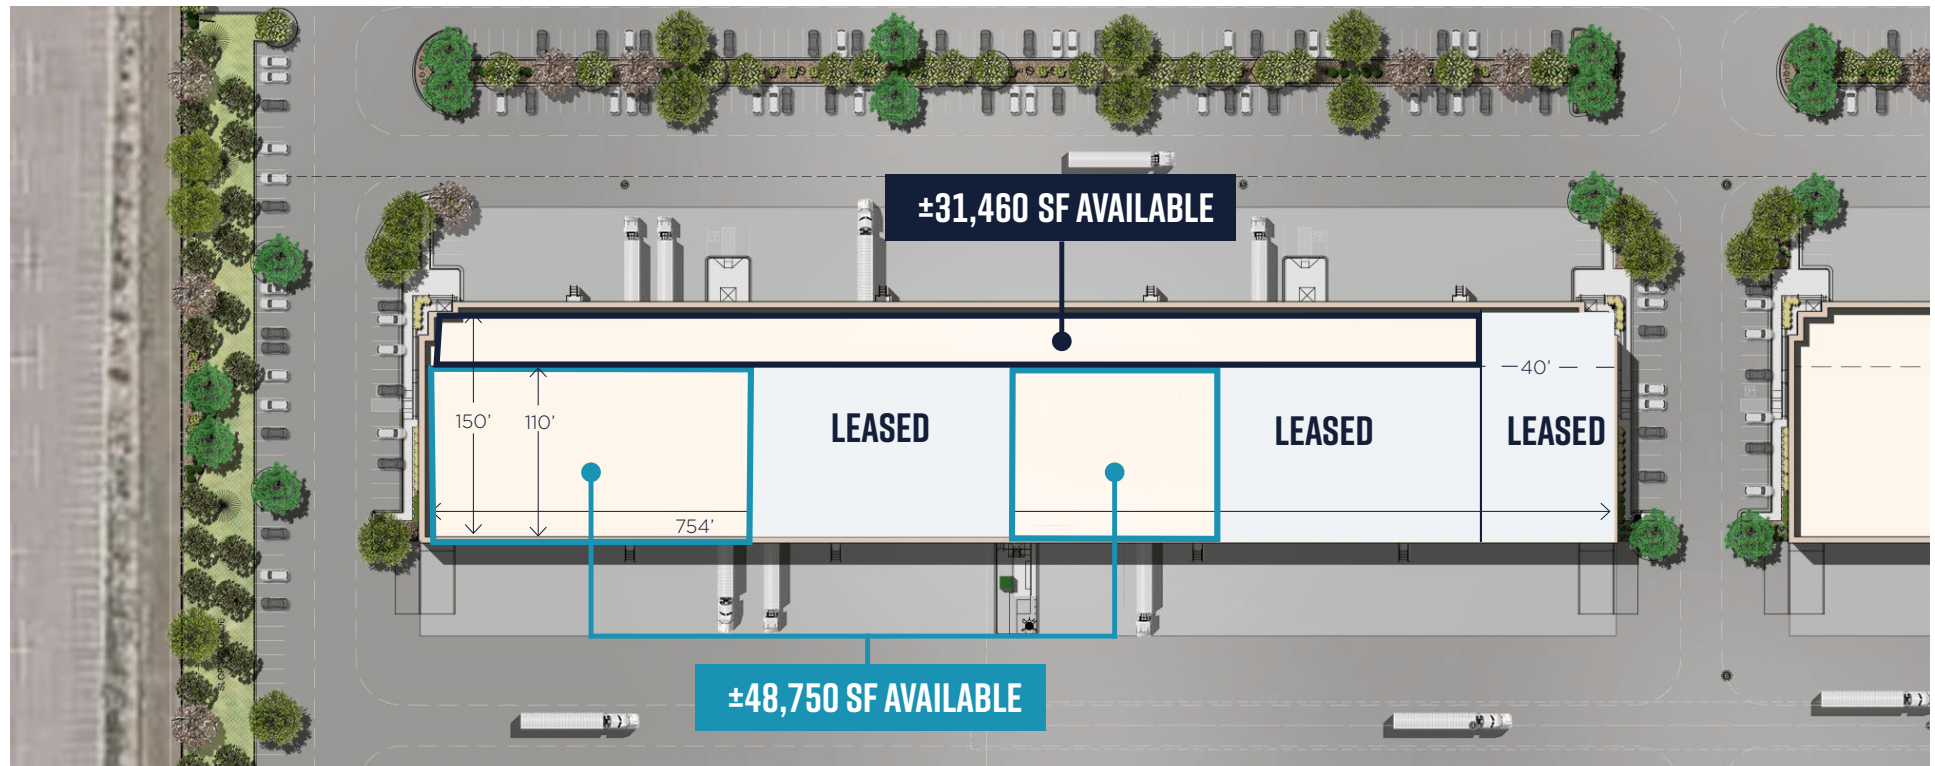 ±31,460 SF AVAILABLE
40'
150'
110'
LEASED
LEASED
LEASED
754'
±48,750 SF AVAILABLE